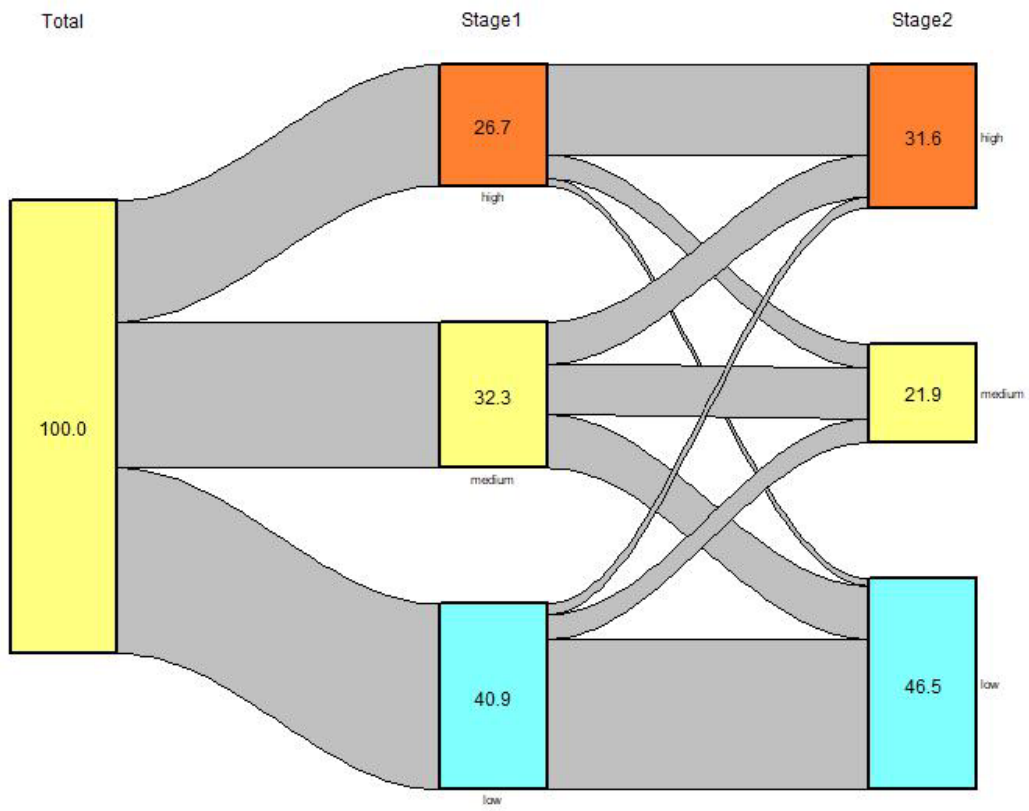 Total
Stage1
Stage2
26.7
high
31.6
high
100.0
32.3
medium
21.9
medium
40.9
low
46.5
low